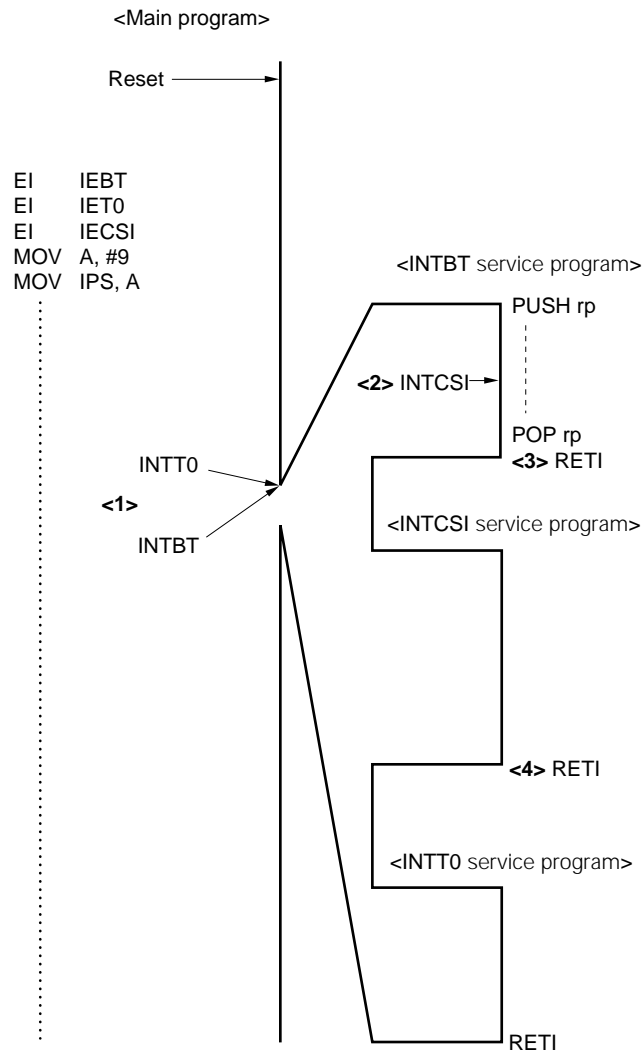 <Main program>
Reset
EI IEBT
EI IET0
EI IECSI
MOV A, #9
MOV IPS, A
<INTBT service program>
PUSH rp
<2> INTCSI
POP rp
<3> RETI
INTT0
<1>
INTBT
<INTCSI service program>
<4> RETI
<INTT0 service program>
RETI